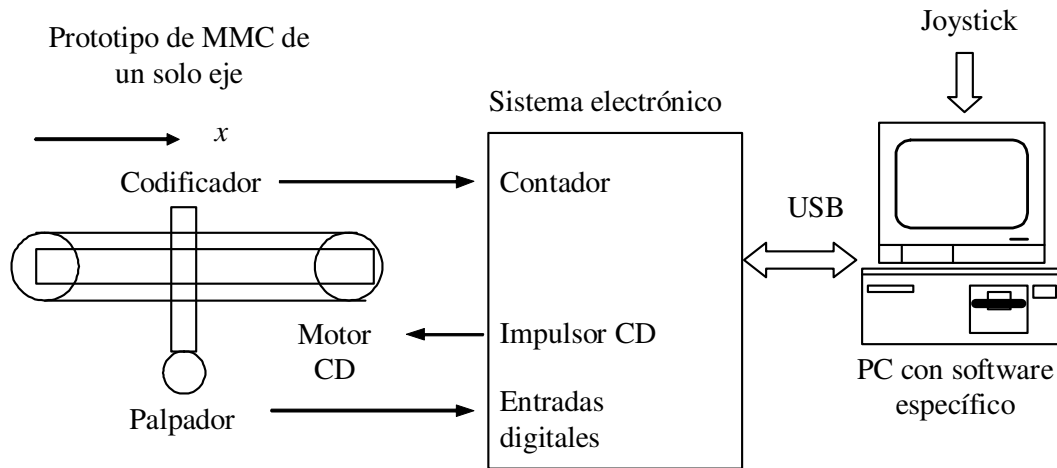 Prototipo de MMC de
un solo eje
x
Codificador
Motor
CD
Palpador
Sistema electrónico
Contador
Impulsor CD
Entradas
digitales
USB
Joystick
PC con software
específico